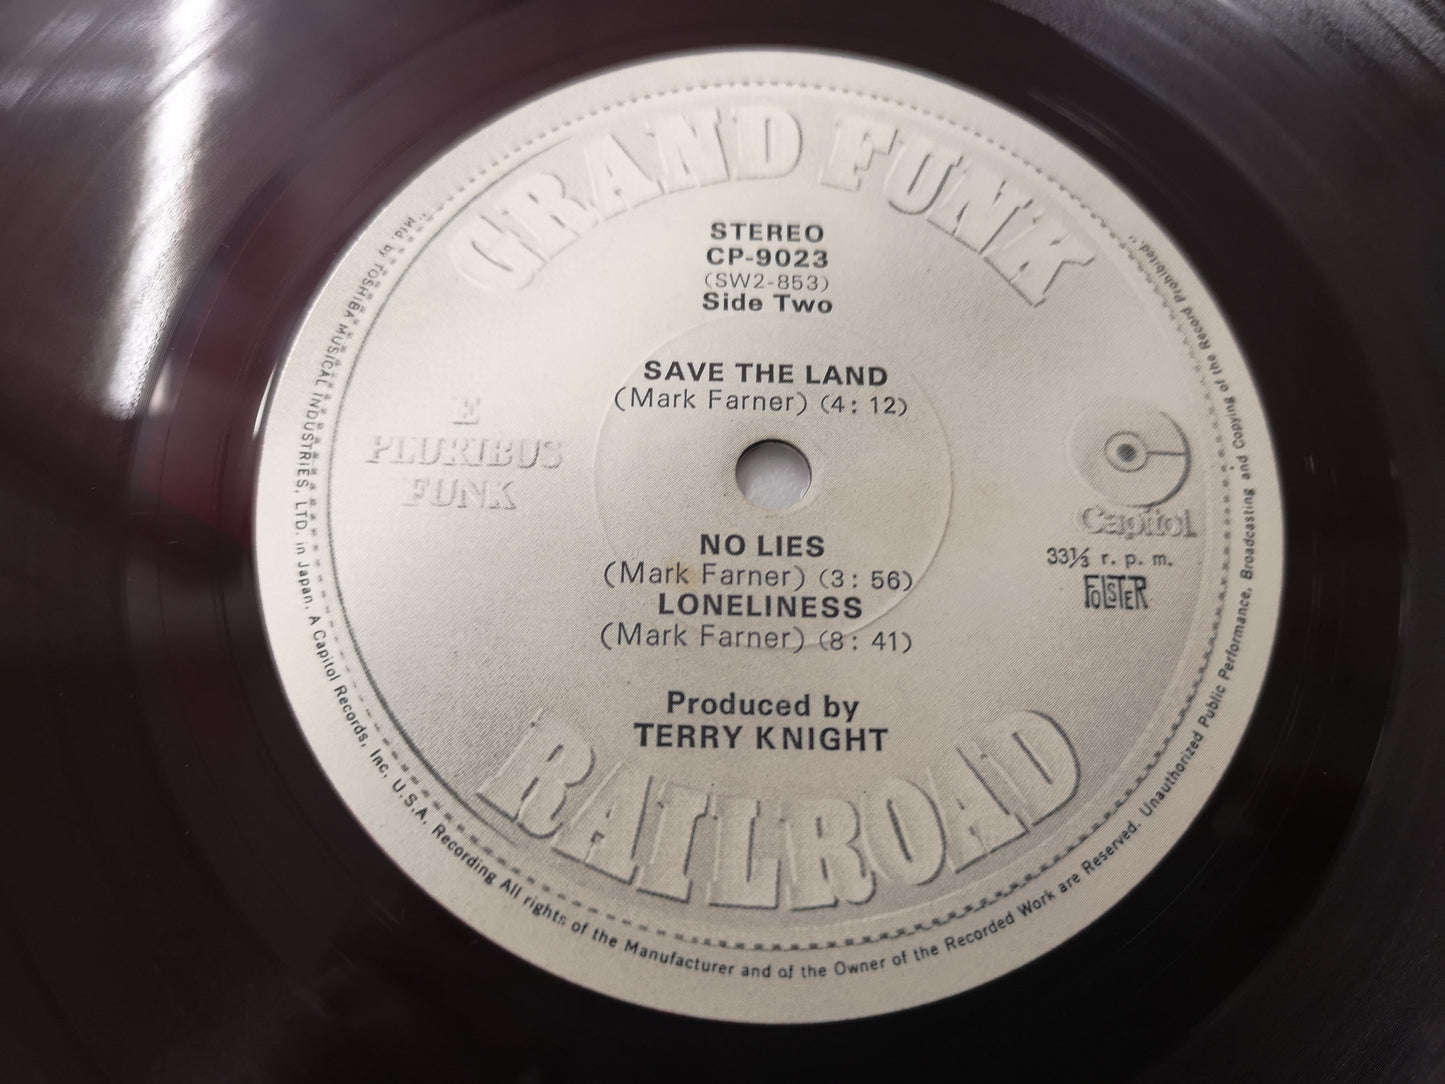 GRAND FUNK
STEREO
CP-9023
(SW2-853)
Side Two
SAVE THE LAND
(Mark Farner) (4: 12)
E
PLURIBUS
FUNK
Capitol
33⅓ r. p. m.
FOLSTER
NO LIES
(Mark Farner) (3: 56)
LONELINESS
(Mark Farner) (8: 41)
Produced by
TERRY KNIGHT
RAILROAD
"Mfd. by TOSHIBA MUSICAL INDUSTRIES, LTD. in Japan. A Capitol Records, Inc. U.S.A. Recording All rights of the Manufacturer and of the Owner of the Recorded Work are Reserved. Unauthorized Public Performance, Broadcasting and Copying of the Record Prohibited."